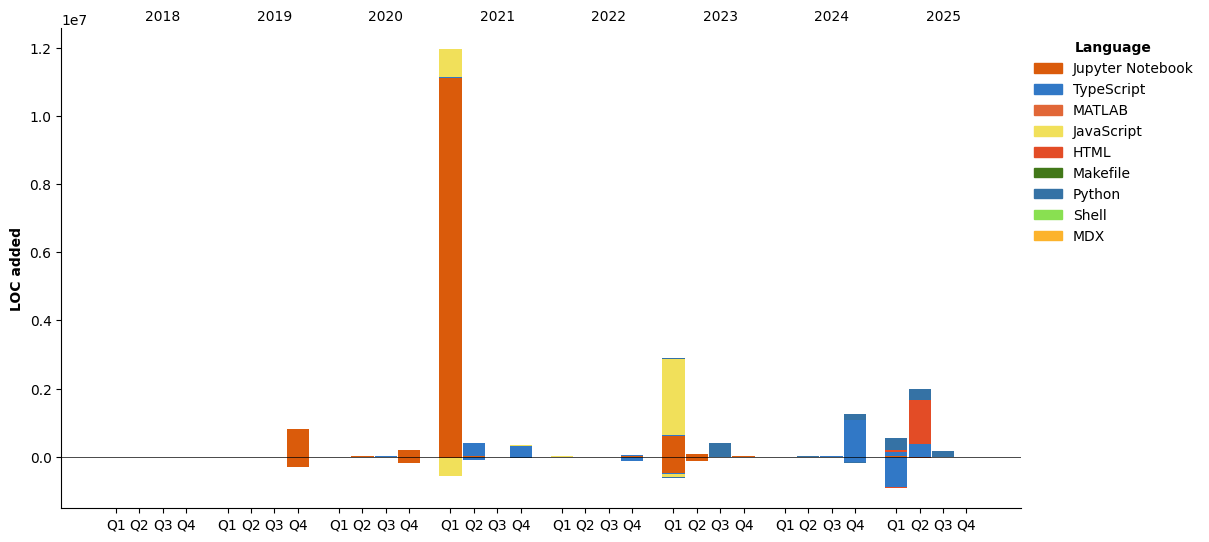 1e7
2018 2019 2020 2021 2022 2023 2024 2025
1.2
1.0
0.8
0.6
0.4
0.2
0.0
LOC added
Q1 Q2 Q3 Q4 Q1 Q2 Q3 Q4 Q1 Q2 Q3 Q4 Q1 Q2 Q3 Q4 Q1 Q2 Q3 Q4 Q1 Q2 Q3 Q4 Q1 Q2 Q3 Q4 Q1 Q2 Q3 Q4
Language
Jupyter Notebook
TypeScript
MATLAB
JavaScript
HTML
Makefile
Python
Shell
MDX